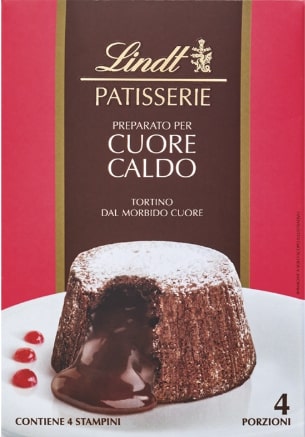 Lindt
PATISSERIE
PREPARATO PER
CUORE
CALDO
TORTINO
DAL MORBIDO CUORE
CONTIENE 4 STAMPINI
4
PORZIONI